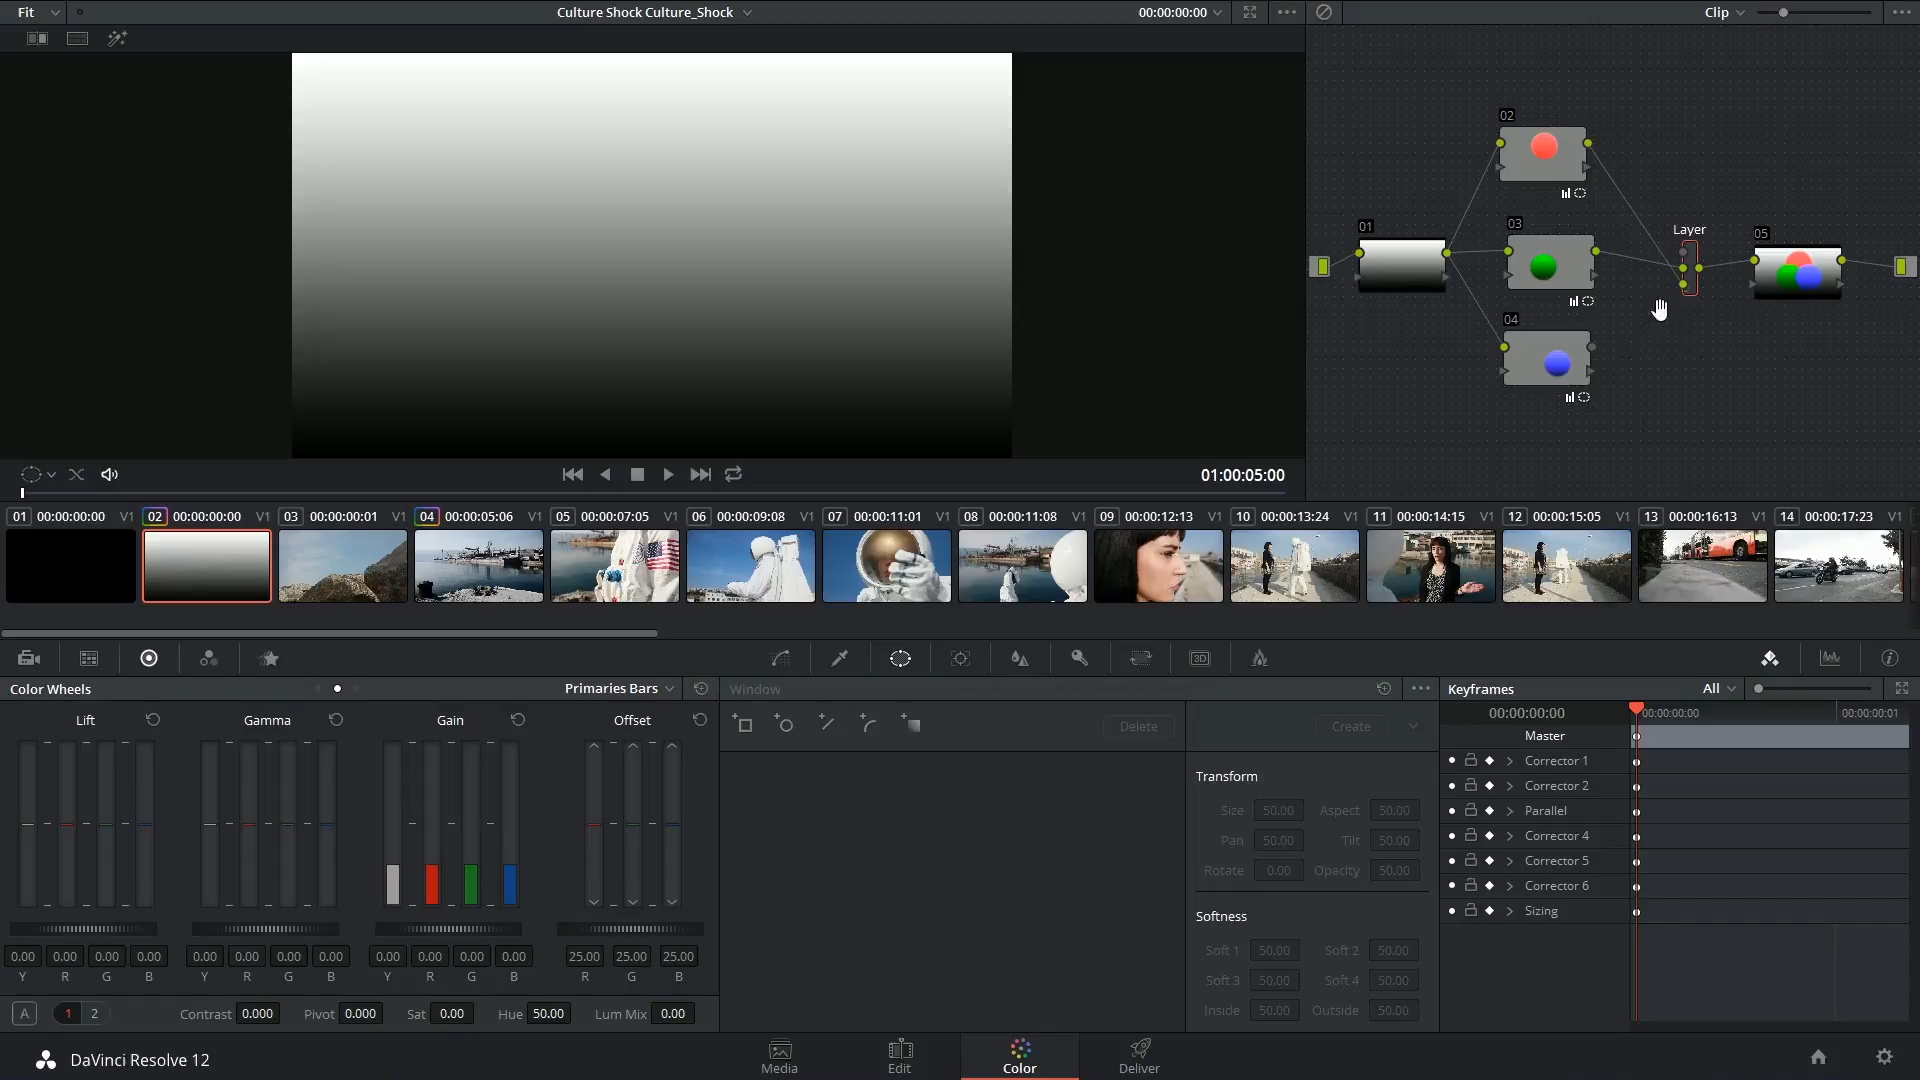 Fit
Culture Shock Culture_Shock
00:00:00:00
Clip
02
01
03
Layer
05
04
01:00:05:00
01 00:00:00:00 V1
02 00:00:00:00 V1
03 00:00:00:01 V1
04 00:00:05:06 V1
05 00:00:07:05 V1
06 00:00:09:08 V1
07 00:00:11:01 V1
08 00:00:11:08 V1
09 00:00:12:13 V1
10 00:00:13:24 V1
11 00:00:14:15 V1
12 00:00:15:05 V1
13 00:00:16:13 V1
14 00:00:17:23 V1
3D
Color Wheels
Primaries Bars
Lift
Gamma
Gain
Offset
0.00 0.00 0.00 0.00
Y R G B
0.00 0.00 0.00 0.00
Y R G B
0.00 0.00 0.00 0.00
Y R G B
25.00 25.00 25.00
R G B
A 1 2
Contrast 0.000
Pivot 0.000
Sat 0.00
Hue 50.00
Lum Mix 0.00
Window
Delete
Create
Transform
Size 50.00 Aspect 50.00
Pan 50.00 Tilt 50.00
Rotate 0.00 Opacity 50.00
Softness
Soft 1 50.00 Soft 2 50.00
Soft 3 50.00 Soft 4 50.00
Inside 50.00 Outside 50.00
Keyframes
All
00:00:00:00
00:00:00:00
00:00:00:01
Master
Corrector 1
Corrector 2
Parallel
Corrector 4
Corrector 5
Corrector 6
Sizing
DaVinci Resolve 12
Media
Edit
Color
Deliver